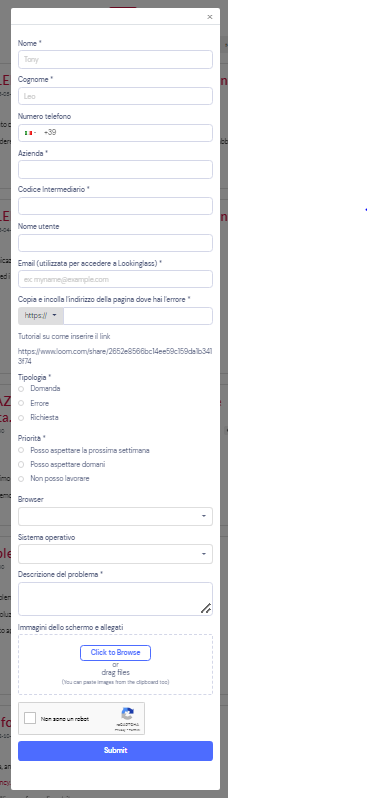 ×
Nome *
Tony
Cognome *
Leo
Numero telefono
+39
Azienda *
Codice Intermediario *
Nome utente
Email (utilizzata per accedere a Lookinglass) *
ex: myname@example.com
Copia e incolla l'indirizzo della pagina dove hai l'errore *
https://
Tutorial su come inserire il link
https://www.loom.com/share/2652e9566bc14ee59c159da1b341
3f74
Tipologia *
Domanda
Errore
Richiesta
Priorità *
Posso aspettare la prossima settimana
Posso aspettare domani
Non posso lavorare
Browser
Sistema operativo
Descrizione del problema *
Immagini dello schermo e allegati
Click to Browse
or
drag files
(You can paste images from the clipboard too)
Non sono un robot
reCAPTCHA
Privacy - Termini
Submit